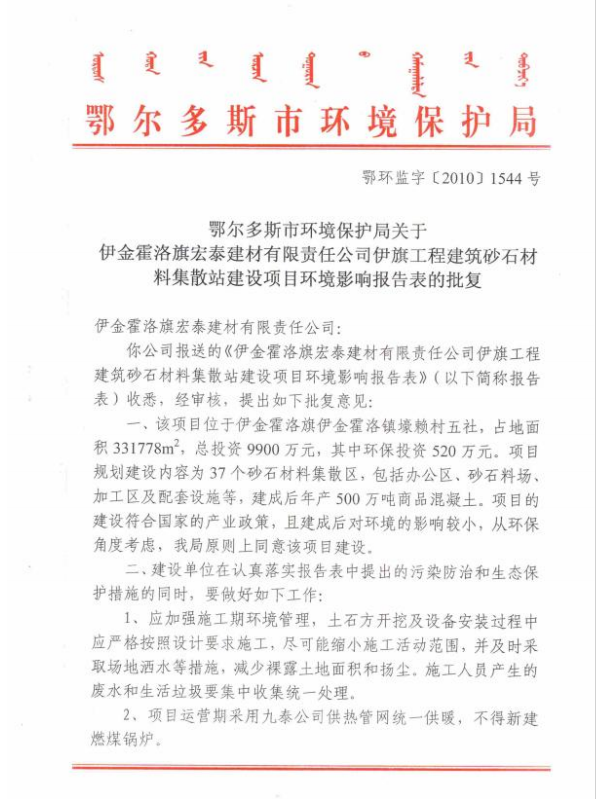 鄂尔多斯市环境保护局
鄂环监字〔2010〕1544 号
鄂尔多斯市环境保护局关于
伊金霍洛旗宏泰建材有限责任公司伊旗工程建筑砂石材
料集散站建设项目环境影响报告表的批复
伊金霍洛旗宏泰建材有限责任公司：
你公司报送的《伊金霍洛旗宏泰建材有限责任公司伊旗工程
建筑砂石材料集散站建设项目环境影响报告表》（以下简称报告
表）收悉，经审核，提出如下批复意见：
一、该项目位于伊金霍洛旗伊金霍洛镇壕赖村五社，占地面
积 331778m²，总投资 9900 万元，其中环保投资 520 万元。项目
规划建设内容为 37 个砂石材料集散区，包括办公区、砂石料场、
加工区及配套设施等，建成后年产 500 万吨商品混凝土。项目的
建设符合国家的产业政策，且建成后对环境的影响较小，从环保
角度考虑，我局原则上同意该项目建设。
二、建设单位在认真落实报告表中提出的污染防治和生态保
护措施的同时，要做好如下工作：
1、应加强施工期环境管理，土石方开挖及设备安装过程中
应严格按照设计要求施工，尽可能缩小施工活动范围，并及时采
取场地洒水等措施，减少裸露土地面积和扬尘。施工人员产生的
废水和生活垃圾要集中收集统一处理。
2、项目运营期采用九泰公司供热管网统一供暖，不得新建
燃煤锅炉。